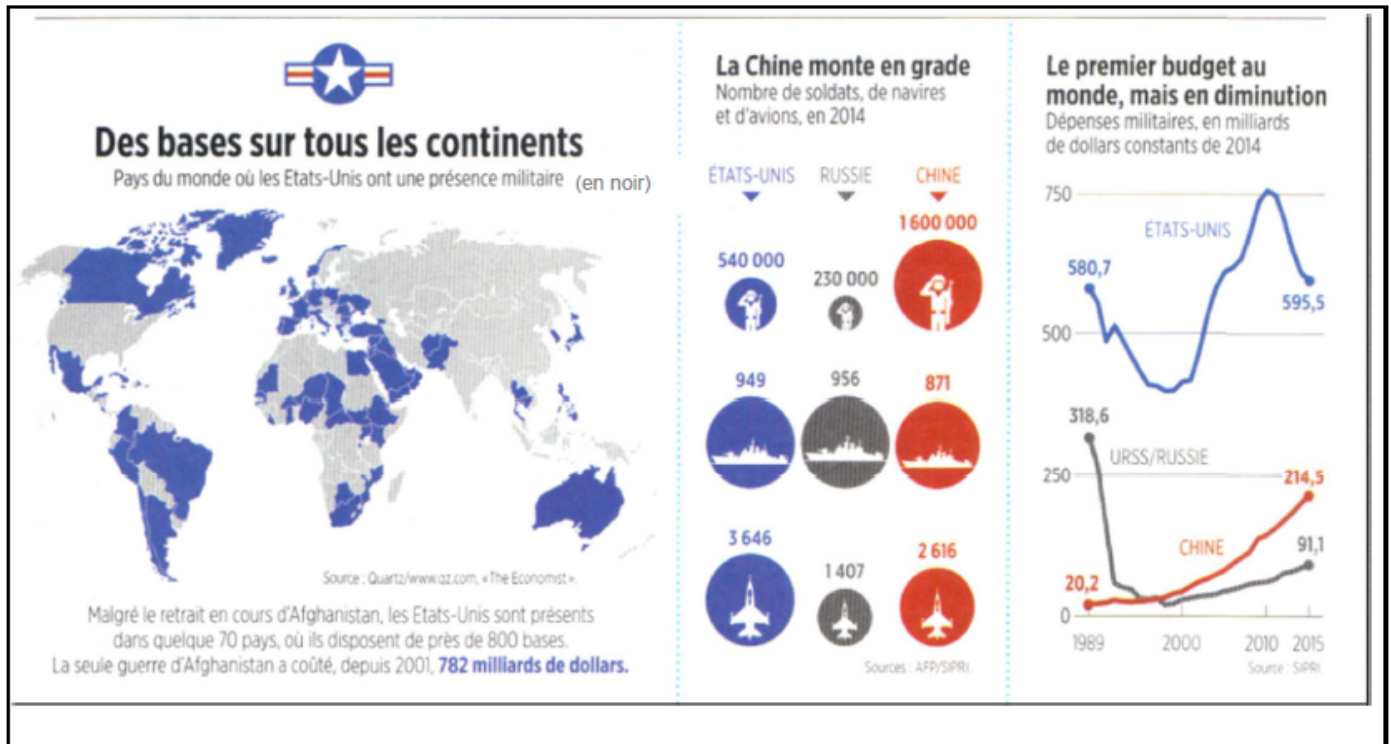 Des bases sur tous les continents
Pays du monde où les Etats-Unis ont une présence militaire (en noir)
Source : Quartz/www.qz.com, «The Economist».
Malgré le retrait en cours d'Afghanistan, les Etats-Unis sont présents
dans quelque 70 pays, où ils disposent de près de 800 bases.
La seule guerre d'Afghanistan a coûté, depuis 2001, 782 milliards de dollars.
La Chine monte en grade
Nombre de soldats, de navires
et d'avions, en 2014
ÉTATS-UNIS RUSSIE CHINE
540 000 230 000 1 600 000
949 956 871
3 646 1 407 2 616
Sources : AFP/SIPRI.
Le premier budget au
monde, mais en diminution
Dépenses militaires, en milliards
de dollars constants de 2014
750
ÉTATS-UNIS
580,7
595,5
500
318,6
URSS/RUSSIE
250
214,5
CHINE
91,1
20,2
0
1989 2000 2010 2015
Source : SIPRI.